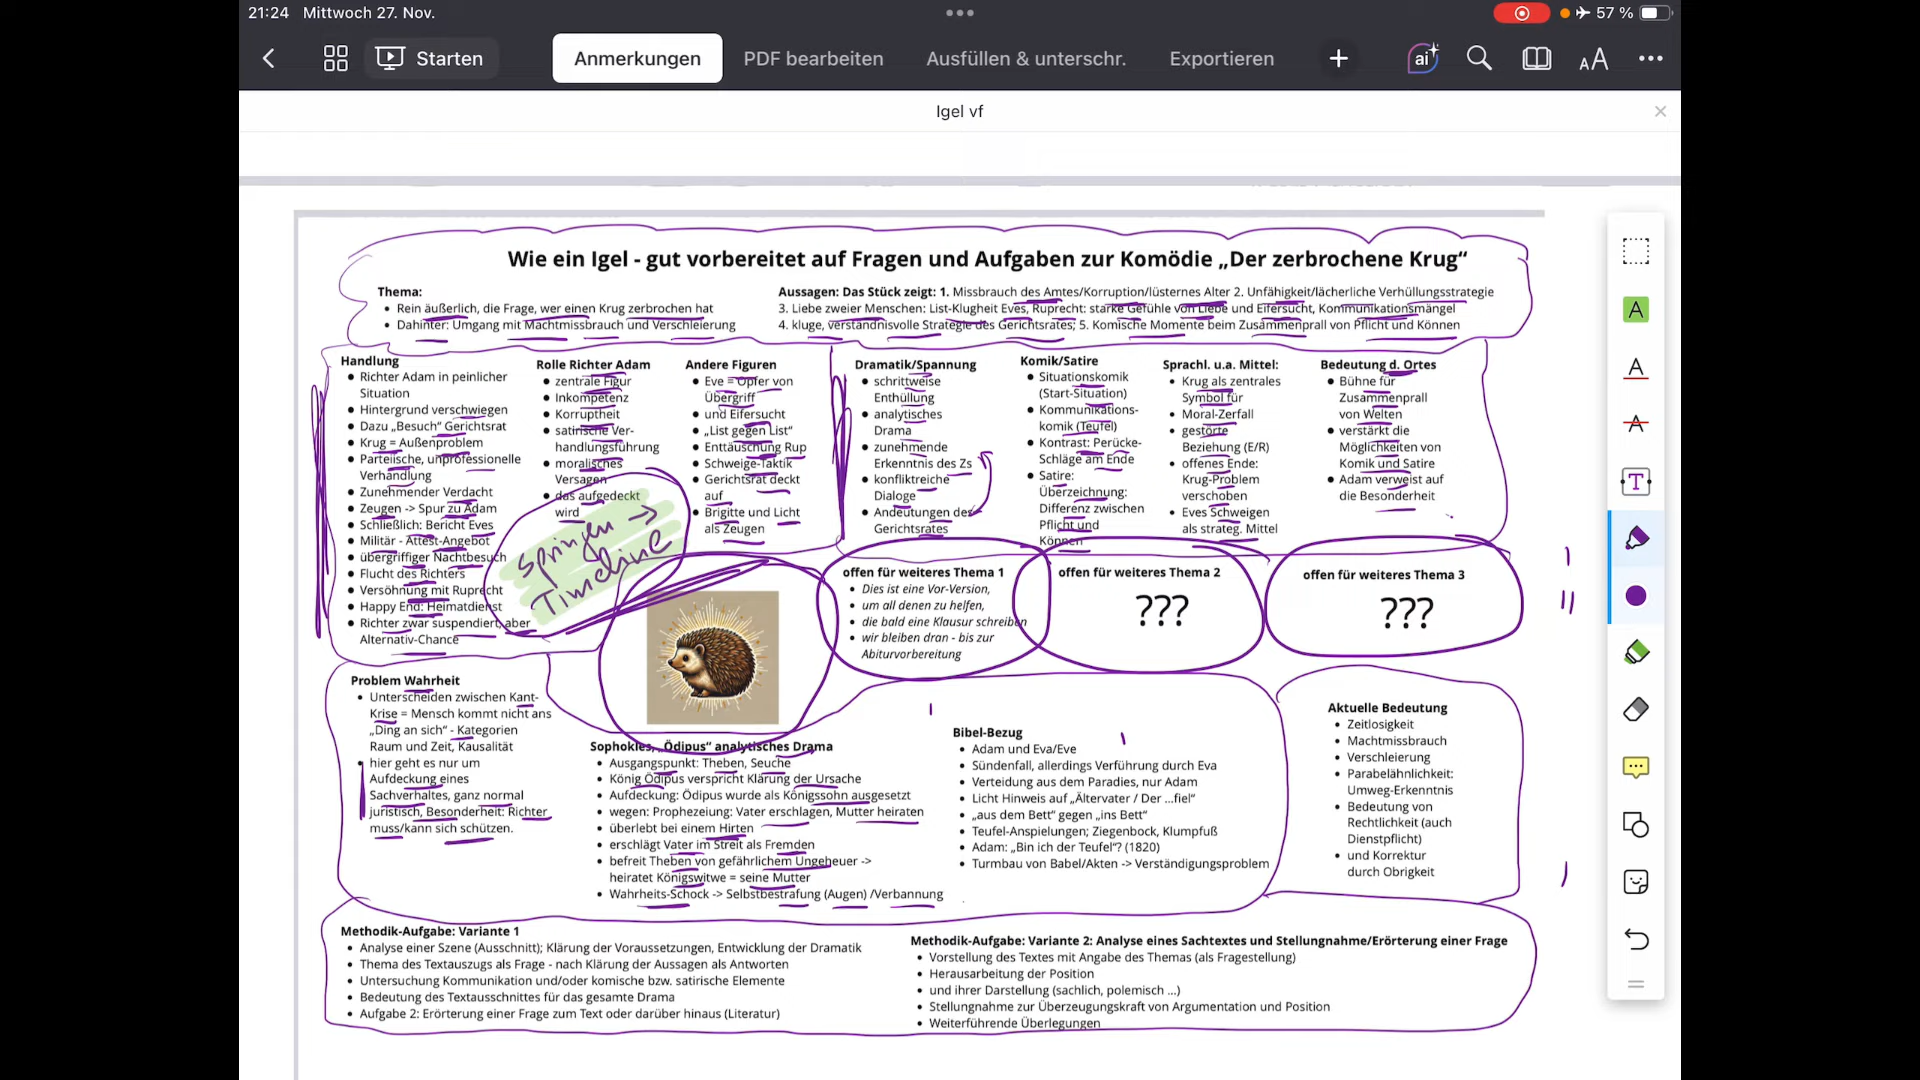 21:24 Mittwoch 27. Nov.
57 %
Starten
Anmerkungen
PDF bearbeiten
Ausfüllen & unterschr.
Exportieren
ai
AA
Igel vf
Wie ein Igel - gut vorbereitet auf Fragen und Aufgaben zur Komödie „Der zerbrochene Krug“
Thema:
Rein äußerlich, die Frage, wer einen Krug zerbrochen hat
Dahinter: Umgang mit Machtmissbrauch und Verschleierung
Aussagen: Das Stück zeigt: 1. Missbrauch des Amtes/Korruption/lüsternes Alter 2. Unfähigkeit/lächerliche Verhüllungsstrategie
3. Liebe zweier Menschen: List-Klugheit Eves, Ruprecht: starke Gefühle von Liebe und Eifersucht, Kommunikationsmängel
4. kluge, verständnisvolle Strategie des Gerichtsrates; 5. Komische Momente beim Zusammenprall von Pflicht und Können
Handlung
Richter Adam in peinlicher
Situation
Hintergrund verschwiegen
Dazu „Besuch“ Gerichtsrat
Krug = Außenproblem
Parteiische, unprofessionelle
Verhandlung
Zunehmender Verdacht
Zeugen -> Spur zu Adam
Schließlich: Bericht Eves
Militär - Attest-Angebot
übergriffiger Nachtbesuch
Flucht des Richters
Versöhnung mit Ruprecht
Happy End: Heimatdienst
Richter zwar suspendiert, aber
Alternativ-Chance
Rolle Richter Adam
zentrale Figur
Inkompetenz
Korruptheit
satirische Ver-
handlungsführung
moralisches
Versagen
das aufgedeckt
wird
springen →
Timeline
Andere Figuren
Eve = Opfer von
Übergriff
und Eifersucht
„List gegen List“
Enttäuschung Rup
Schweige-Taktik
Gerichtsrat deckt
auf
Brigitte und Licht
als Zeugen
Dramatik/Spannung
schrittweise
Enthüllung
analytisches
Drama
zunehmende
Erkenntnis des Zs
konfliktreiche
Dialoge
Andeutungen des
Gerichtsrates
Komik/Satire
Situationskomik
(Start-Situation)
Kommunikations-
komik (Teufel)
Kontrast: Perücke-
Schläge am Ende
Satire:
Überzeichnung:
Differenz zwischen
Pflicht und
Können
Sprachl. u.a. Mittel:
Krug als zentrales
Symbol für
Moral-Zerfall
gestörte
Beziehung (E/R)
offenes Ende:
Krug-Problem
verschoben
Eves Schweigen
als strateg. Mittel
Bedeutung d. Ortes
Bühne für
Zusammenprall
von Welten
verstärkt die
Möglichkeiten von
Komik und Satire
Adam verweist auf
die Besonderheit
offen für weiteres Thema 1
Dies ist eine Vor-Version,
um all denen zu helfen,
die bald eine Klausur schreiben
wir bleiben dran - bis zur
Abiturvorbereitung
offen für weiteres Thema 2
???
offen für weiteres Thema 3
???
Problem Wahrheit
Unterscheiden zwischen Kant-
Krise = Mensch kommt nicht ans
„Ding an sich“ - Kategorien
Raum und Zeit, Kausalität
hier geht es nur um
Aufdeckung eines
Sachverhaltes, ganz normal
juristisch, Besonderheit: Richter
muss/kann sich schützen.
Sophokles, „Ödipus“ analytisches Drama
Ausgangspunkt: Theben, Seuche
König Ödipus verspricht Klärung der Ursache
Aufdeckung: Ödipus wurde als Königssohn ausgesetzt
wegen: Prophezeiung: Vater erschlagen, Mutter heiraten
überlebt bei einem Hirten
erschlägt Vater im Streit als Fremden
befreit Theben von gefährlichem Ungeheuer ->
heiratet Königswitwe = seine Mutter
Wahrheits-Schock -> Selbstbestrafung (Augen) /Verbannung
Bibel-Bezug
Adam und Eva/Eve
Sündenfall, allerdings Verführung durch Eva
Verteidung aus dem Paradies, nur Adam
Licht Hinweis auf „Ältervater / Der ...fiel“
„aus dem Bett“ gegen „ins Bett“
Teufel-Anspielungen; Ziegenbock, Klumpfuß
Adam: „Bin ich der Teufel“? (1820)
Turmbau von Babel/Akten -> Verständigungsproblem
Aktuelle Bedeutung
Zeitlosigkeit
Machtmissbrauch
Verschleierung
Parabelähnlichkeit:
Umweg-Erkenntnis
Bedeutung von
Rechtlichkeit (auch
Dienstpflicht)
und Korrektur
durch Obrigkeit
Methodik-Aufgabe: Variante 1
Analyse einer Szene (Ausschnitt); Klärung der Voraussetzungen, Entwicklung der Dramatik
Thema des Textauszugs als Frage - nach Klärung der Aussagen als Antworten
Untersuchung Kommunikation und/oder komische bzw. satirische Elemente
Bedeutung des Textausschnittes für das gesamte Drama
Aufgabe 2: Erörterung einer Frage zum Text oder darüber hinaus (Literatur)
Methodik-Aufgabe: Variante 2: Analyse eines Sachtextes und Stellungnahme/Erörterung einer Frage
Vorstellung des Textes mit Angabe des Themas (als Fragestellung)
Herausarbeitung der Position
und ihrer Darstellung (sachlich, polemisch ...)
Stellungnahme zur Überzeugungskraft von Argumentation und Position
Weiterführende Überlegungen